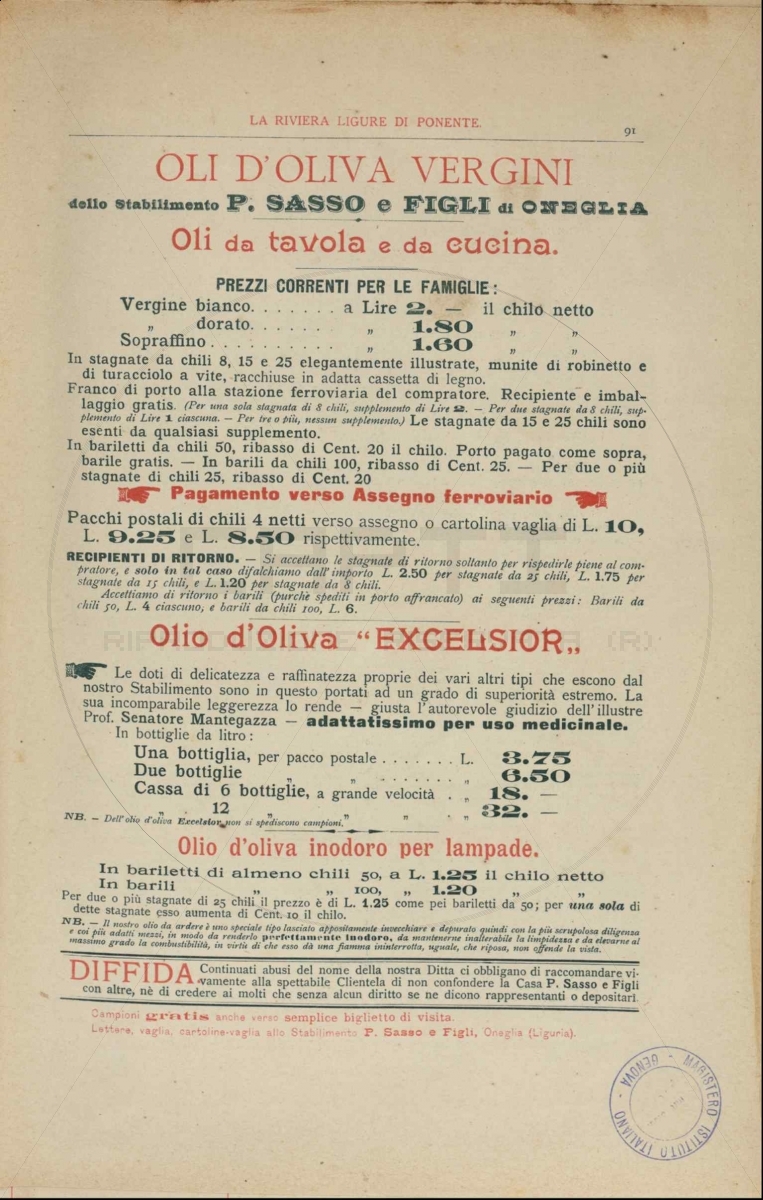 LA RIVIERA LIGURE DI PONENTE.
91
OLI D'OLIVA VERGINI
dello Stabilimento P. SASSO e FIGLI di ONEGLIA
Oli da tavola e da cucina.
PREZZI CORRENTI PER LE FAMIGLIE:
Vergine bianco. . . . . . . . a Lire 2. — il chilo netto
„ dorato. . . . . . . „ 1.80 „ „
Sopraffino . . . . . . . . . . „ 1.60 „ „
In stagnate da chili 8, 15 e 25 elegantemente illustrate, munite di robinetto e
di turacciolo a vite, racchiuse in adatta cassetta di legno.
Franco di porto alla stazione ferroviaria del compratore. Recipiente e imbal-
laggio gratis. (Per una sola stagnata di 8 chili, supplemento di Lire 2. — Per due stagnate da 8 chili, sup-
plemento di Lire 1 ciascuna. — Per tre o più, nessun supplemento.) Le stagnate da 15 e 25 chili sono
esenti da qualsiasi supplemento.
In bariletti da chili 50, ribasso di Cent. 20 il chilo. Porto pagato come sopra,
barile gratis. — In barili da chili 100, ribasso di Cent. 25. — Per due o più
stagnate di chili 25, ribasso di Cent. 20
Pagamento verso Assegno ferroviario
Pacchi postali di chili 4 netti verso assegno o cartolina vaglia di L. 10,
L. 9.25 e L. 8.50 rispettivamente.
RECIPIENTI DI RITORNO. — Si accettano le stagnate di ritorno soltanto per rispedirle piene al com-
pratore, e solo in tal caso difalchiamo dall'importo L. 2.50 per stagnate da 25 chili, L. 1.75 per
stagnate da 15 chili, e L. 1.20 per stagnate da 8 chili.
Accettiamo di ritorno i barili (purchè spediti in porto affrancato) ai seguenti prezzi: Barili da
chili 50, L. 4 ciascuno; e barili da chili 100, L. 6.
Olio d'Oliva “EXCELSIOR„
Le doti di delicatezza e raffinatezza proprie dei vari altri tipi che escono dal
nostro Stabilimento sono in questo portati ad un grado di superiorità estremo. La
sua incomparabile leggerezza lo rende — giusta l'autorevole giudizio dell'illustre
Prof. Senatore Mantegazza — adattatissimo per uso medicinale.
In bottiglie da litro:
Una bottiglia, per pacco postale . . . . . . . L. 3.75
Due bottiglie „ „ . . . . . . . „ 6.50
Cassa di 6 bottiglie, a grande velocità . „ 18. —
„ 12 „ „ „ . „ 32. —
NB. — Dell'olio d'oliva Excelsior non si spediscono campioni.
Olio d'oliva inodoro per lampade.
In bariletti di almeno chili 50, a L. 1.25 il chilo netto
In barili „ „ 100, „ 1.20 „ „
Per due o più stagnate di 25 chili il prezzo è di L. 1.25 come pei bariletti da 50; per una sola di
dette stagnate esso aumenta di Cent. 10 il chilo.
NB. — Il nostro olio da ardere è uno speciale tipo lasciato appositamente invecchiare e depurato quindi con la più scrupolosa diligenza
e coi più adatti mezzi, in modo da renderlo perfettamente inodoro, da mantenerne inalterabile la limpidezza e da elevarne al
massimo grado la combustibilità, in virtù di che esso dà una fiamma ininterrotta, uguale, che riposa, non offende la vista.
DIFFIDA Continuati abusi del nome della nostra Ditta ci obbligano di raccomandare vi-
vamente alla spettabile Clientela di non confondere la Casa P. Sasso e Figli
con altre, nè di credere ai molti che senza alcun diritto se ne dicono rappresentanti o depositari.
Campioni gratis anche verso semplice biglietto di visita.
Lettere, vaglia, cartoline-vaglia allo Stabilimento P. Sasso e Figli, Oneglia (Liguria).
MAGISTERO ISTITUTO ITALIANO - GENOVA -